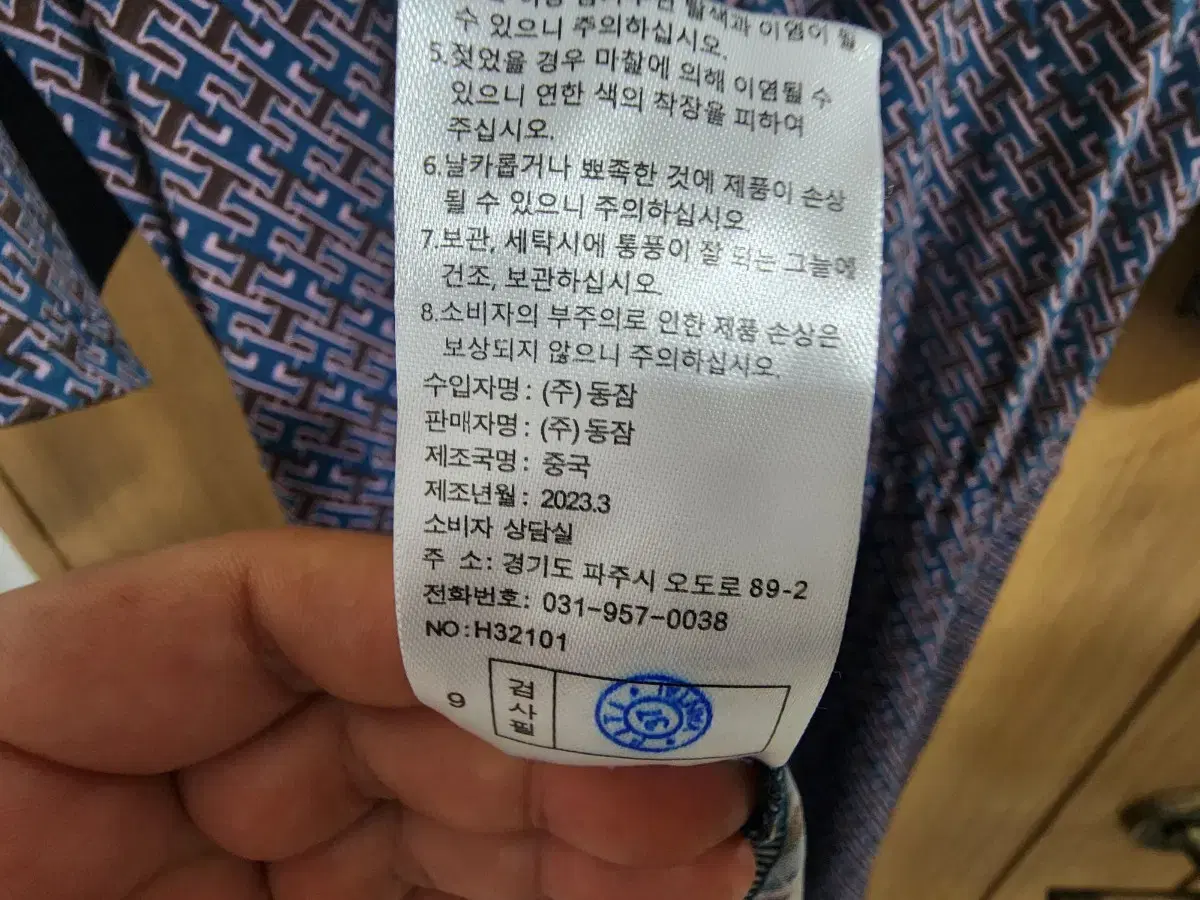 탈색과 이염이 될
수 있으니 주의하십시오.
5.젖었을 경우 마찰에 의해 이염될 수
있으니 연한 색의 착장을 피하여
주십시오.
6.날카롭거나 뾰족한 것에 제품이 손상
될 수 있으니 주의하십시오
7.보관, 세탁시에 통풍이 잘 되는 그늘에
건조, 보관하십시오
8.소비자의 부주의로 인한 제품 손상은
보상되지 않으니 주의하십시오.
수입자명: (주)동잠
판매자명: (주)동잠
제조국명: 중국
제조년월: 2023.3
소비자 상담실
주 소: 경기도 파주시 오도로 89-2
전화번호: 031-957-0038
NO:H32101
9
검사필